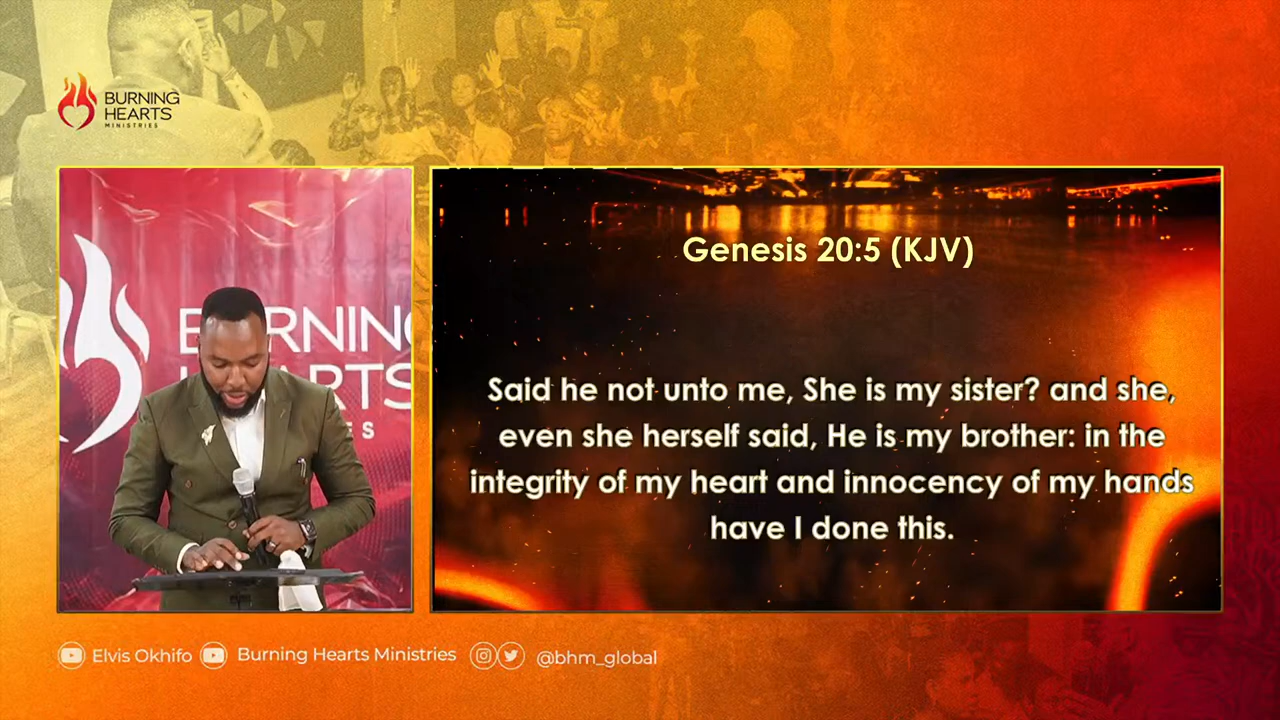 BURNING
HEARTS
MINISTRIES
Genesis 20:5 (KJV)
Said he not unto me, She is my sister? and she,
even she herself said, He is my brother: in the
integrity of my heart and innocency of my hands
have I done this.
Elvis Okhifo Burning Hearts Ministries @bhm_global